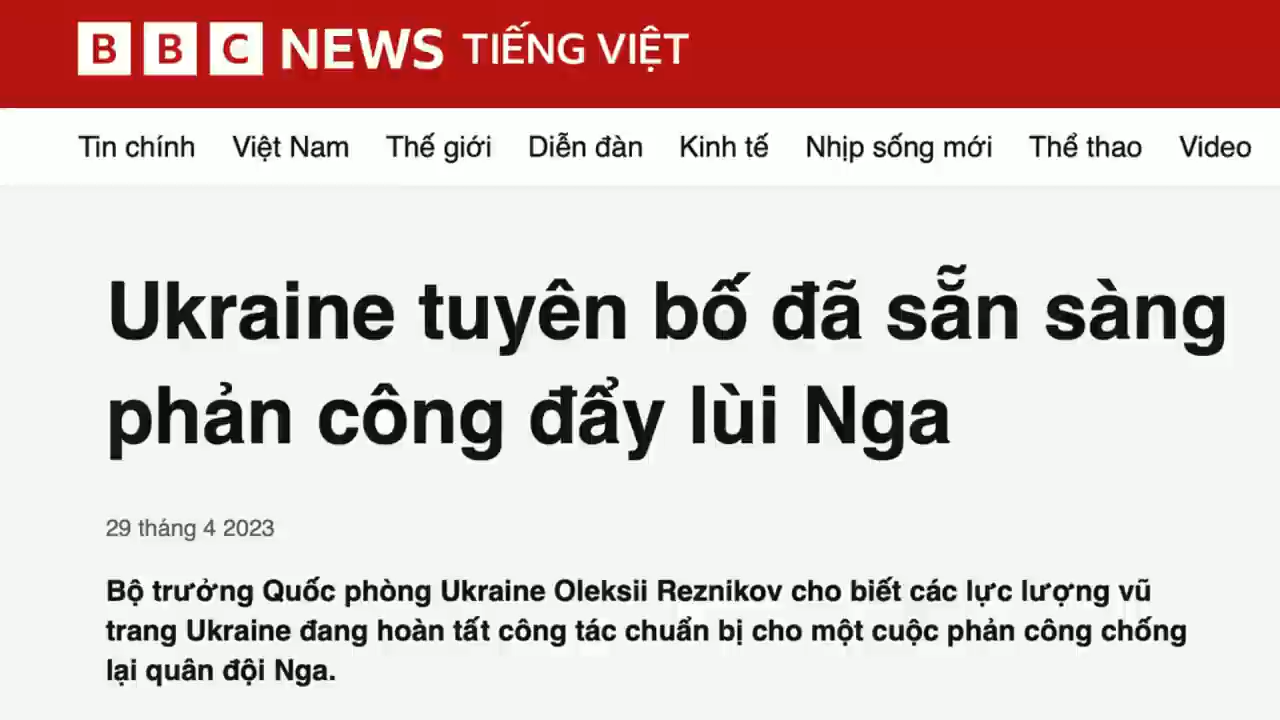 BBC NEWS TIẾNG VIỆT
Tin chính Việt Nam Thế giới Diễn đàn Kinh tế Nhịp sống mới Thể thao Video
Ukraine tuyên bố đã sẵn sàng
phản công đẩy lùi Nga
29 tháng 4 2023
Bộ trưởng Quốc phòng Ukraine Oleksii Reznikov cho biết các lực lượng vũ
trang Ukraine đang hoàn tất công tác chuẩn bị cho một cuộc phản công chống
lại quân đội Nga.